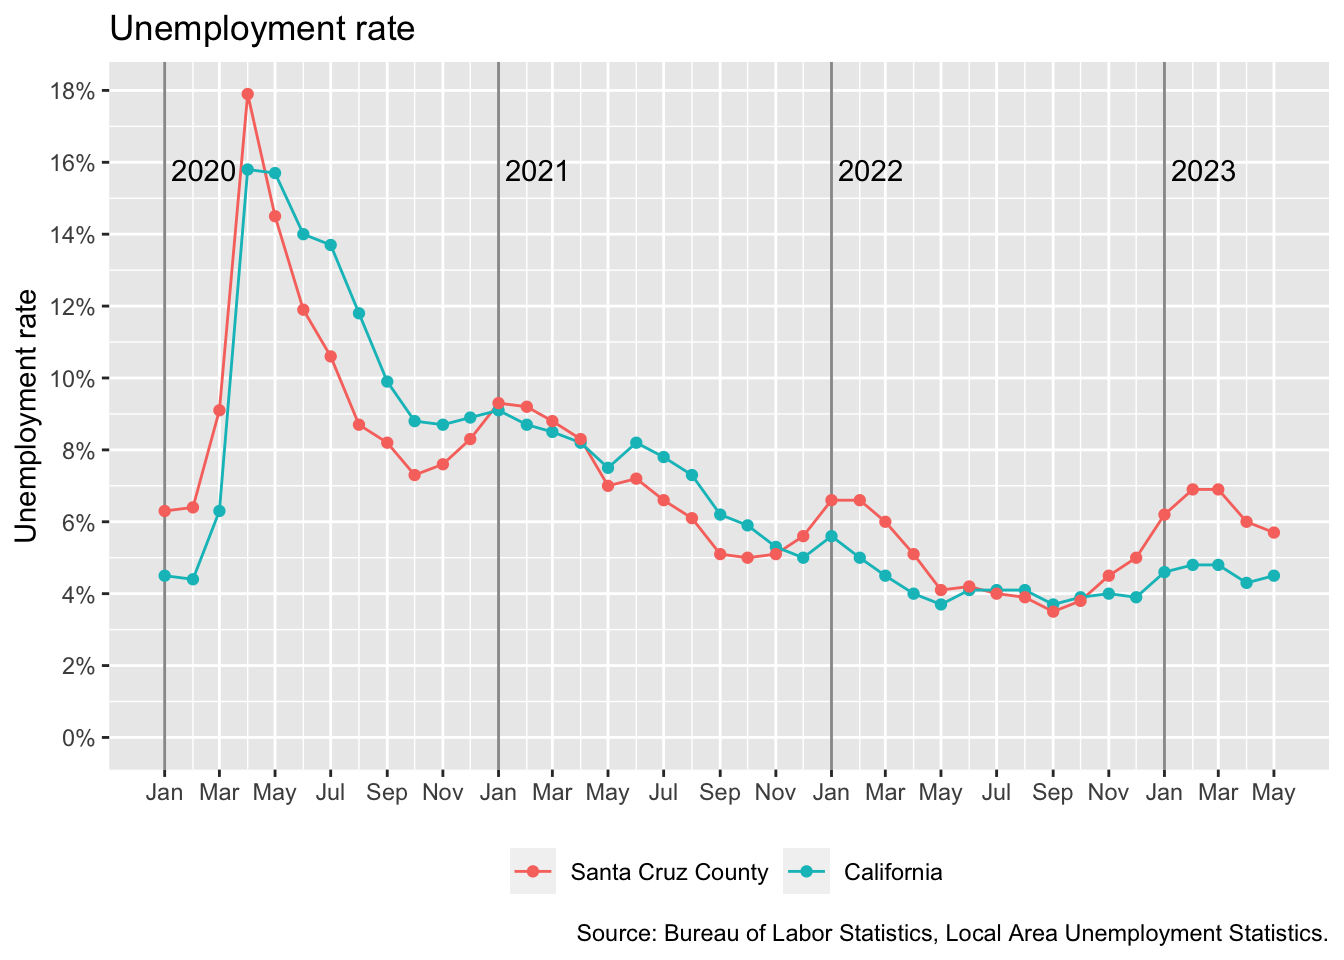 Unemployment rate
Unemployment rate
18%
16%
14%
12%
10%
8%
6%
4%
2%
0%
2020 2021 2022 2023
Jan Mar May Jul Sep Nov Jan Mar May Jul Sep Nov Jan Mar May Jul Sep Nov Jan Mar May
Santa Cruz County California
Source: Bureau of Labor Statistics, Local Area Unemployment Statistics.